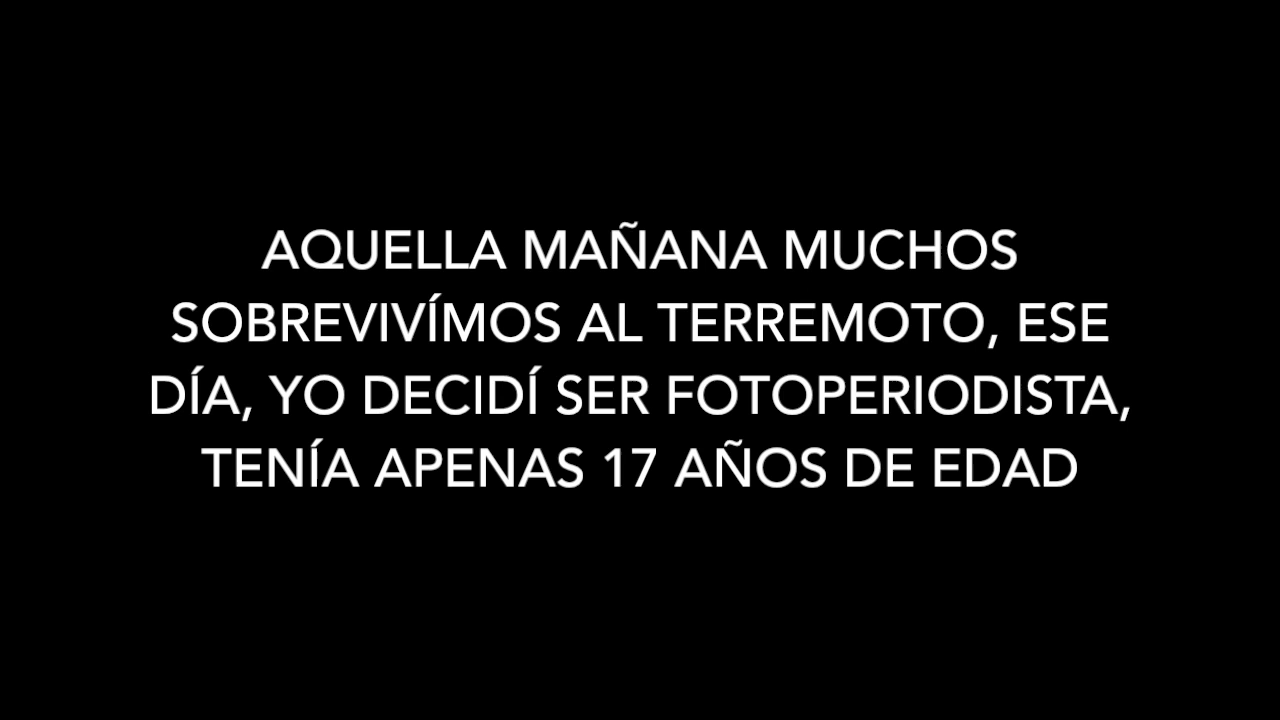 AQUELLA MAÑANA MUCHOS
SOBREVIVÍMOS AL TERREMOTO, ESE
DÍA, YO DECIDÍ SER FOTOPERIODISTA,
TENÍA APENAS 17 AÑOS DE EDAD